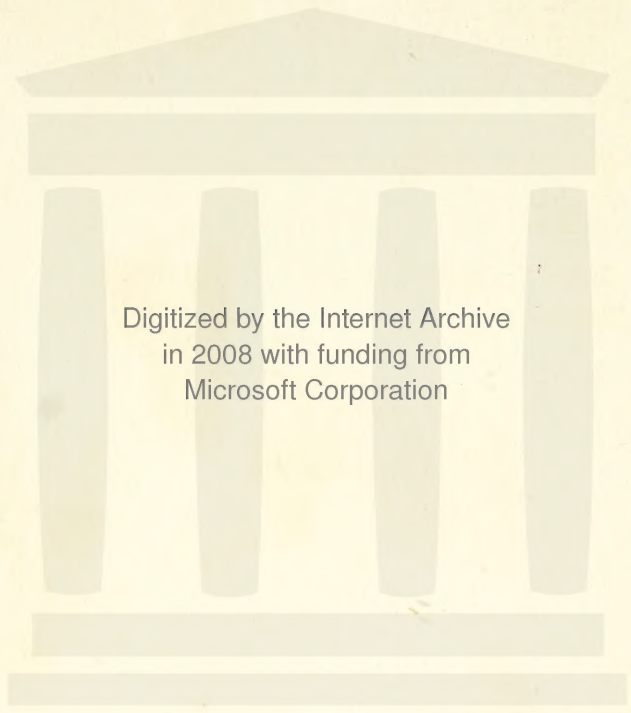 Digitized by the Internet Archive
in 2008 with funding from
Microsoft Corporation